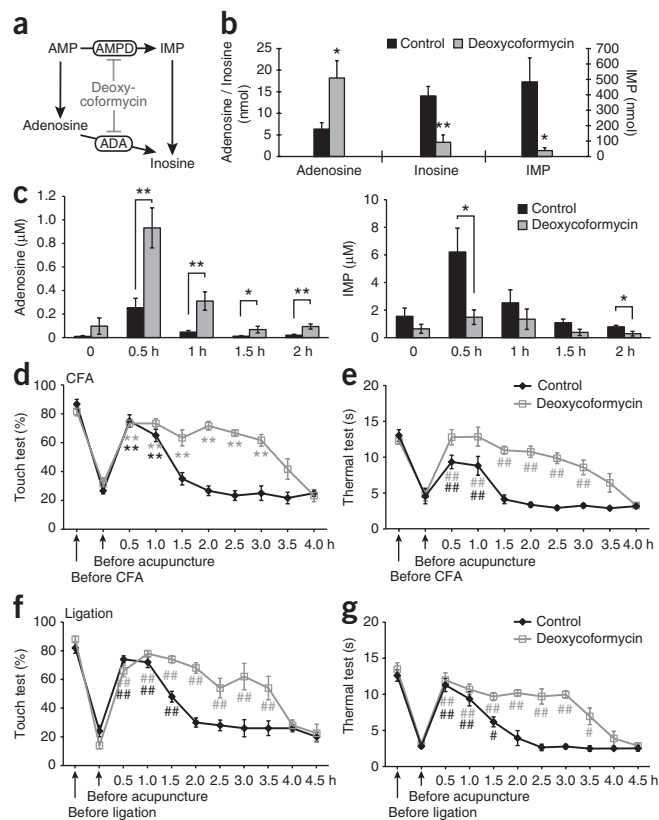 a
AMP AMPD IMP
Deoxy-
coformycin
Adenosine
ADA
Inosine
b
Control Deoxycoformycin
Adenosine / Inosine
(nmol)
25
20
15
10
5
0
*
**
*
700
600
500
400
300
200
100
0
IMP
(nmol)
Adenosine Inosine IMP
c
Adenosine (μM)
1.2
1.0
0.8
0.6
0.4
0.2
0
**
**
*
**
0 0.5 h 1 h 1.5 h 2 h
IMP (μM)
10
8
6
4
2
0
*
*
Control
Deoxycoformycin
0 0.5 h 1 h 1.5 h 2 h
d
CFA
Touch test (%)
100
80
60
40
20
0
** ** ** ** ** **
** **
0.5 1.0 1.5 2.0 2.5 3.0 3.5 4.0 h
Before acupuncture
Before CFA
e
Control
Deoxycoformycin
Thermal test (s)
20
15
10
5
0
## ## ## ## ## ##
## ##
0.5 1.0 1.5 2.0 2.5 3.0 3.5 4.0 h
Before acupuncture
Before CFA
f
Ligation
Touch test (%)
100
80
60
40
20
0
## ## ## ## ## ## ##
## ## ##
0.5 1.0 1.5 2.0 2.5 3.0 3.5 4.0 4.5 h
Before acupuncture
Before ligation
g
Control
Deoxycoformycin
Thermal test (s)
20
15
10
5
0
## ## ## ## ## ## #
## ## #
0.5 1.0 1.5 2.0 2.5 3.0 3.5 4.0 4.5 h
Before acupuncture
Before ligation